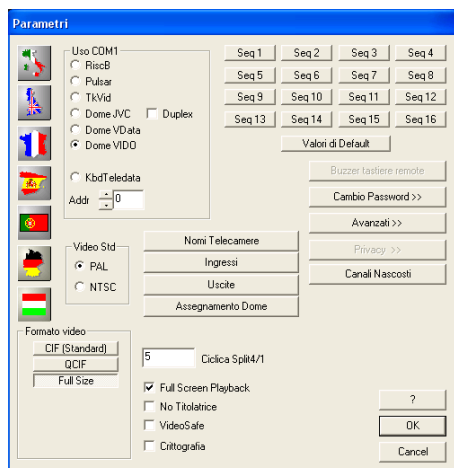 Parametri
Uso COM1
RiscB
Pulsar
TkVid
Dome JVC Duplex
Dome VData
Dome VIDO
KbdTeledata
Addr 0
Seq 1 Seq 2 Seq 3 Seq 4
Seq 5 Seq 6 Seq 7 Seq 8
Seq 9 Seq 10 Seq 11 Seq 12
Seq 13 Seq 14 Seq 15 Seq 16
Valori di Default
Buzzer tastiere remote
Cambio Password >>
Avanzati >>
Privacy >>
Canali Nascosti
Video Std
PAL
NTSC
Nomi Telecamere
Ingressi
Uscite
Assegnamento Dome
Formato video
CIF (Standard)
QCIF
Full Size
5 Ciclica Split4/1
Full Screen Playback
No Titolatrice
VideoSafe
Crittografia
?
OK
Cancel